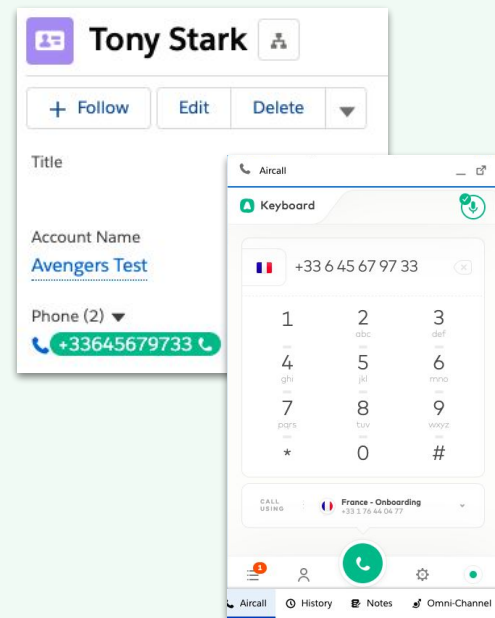 Tony Stark
+ Follow
Edit
Delete
Title
Account Name
Avengers Test
Phone (2)
+33645679733
Aircall
Keyboard
+33 6 45 67 97 33
1 2 3
abc def
4 5 6
ghi jkl mno
7 8 9
pqrs tuv wxyz
* 0 #
CALL USING
France - Onboarding
+33 1 76 44 04 77
1
Aircall History Notes Omni-Channel